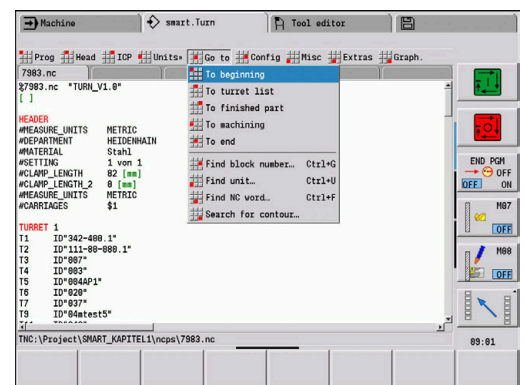 Machine
smart.Turn
Tool editor
Prog Head ICP Units» Go to Config Misc Extras Graph.
7983.nc
To beginning
To turret list
To finished part
To machining
To end
Find block number… Ctrl+G
Find unit… Ctrl+U
Find NC word… Ctrl+F
Search for contour…
%7983.nc "TURN_V1.0"
[ ]
HEADER
#MEASURE_UNITS METRIC
#DEPARTMENT HEIDENHAIN
#MATERIAL Stahl
#SETTING 1 von 1
#CLAMP_LENGTH 82 [mm]
#CLAMP_LENGTH_2 0 [mm]
#MEASURE_UNITS METRIC
#CARRIAGES $1
TURRET 1
T1 ID"342-400.1"
T2 ID"111-80-080.1"
T3 ID"007"
T4 ID"003"
T5 ID"004AP1"
T6 ID"020"
T7 ID"037"
T9 ID"04mtest5"
TNC:\Project\SMART_KAPITEL1\ncps\7983.nc
END PGM
OFF
OFF ON
M07
OFF
M08
OFF
09:01